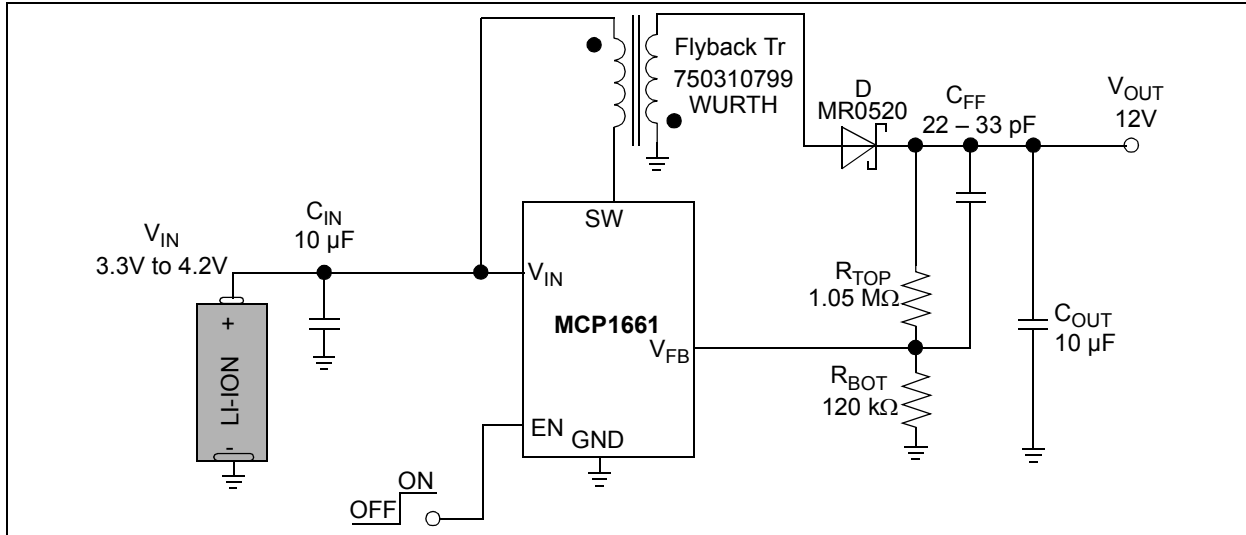 Flyback Tr
750310799
WURTH
D
MR0520
C_FF
22 – 33 pF
V_OUT
12V
SW
C_IN
10 µF
V_IN
3.3V to 4.2V
V_IN
MCP1661
V_FB
R_TOP
1.05 MΩ
C_OUT
10 µF
R_BOT
120 kΩ
+
LI-ION
-
EN
GND
ON
OFF